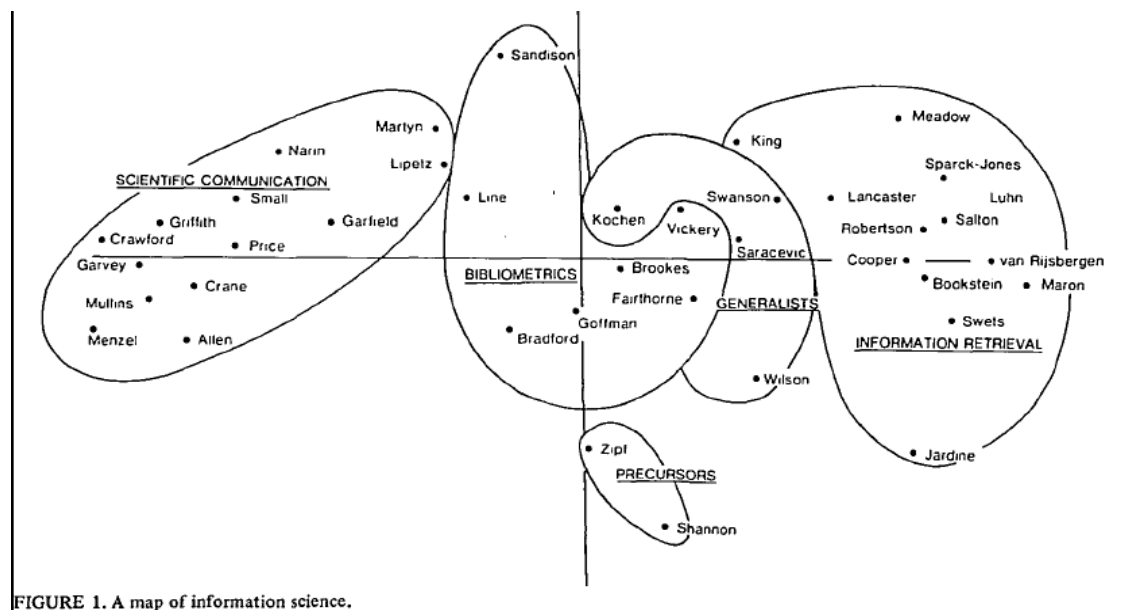 Sandison
Martyn
Narin
Lipetz
SCIENTIFIC COMMUNICATION
Small
Griffith
Garfield
Crawford
Price
Garvey
Crane
Mullins
Menzel
Allen
Line
BIBLIOMETRICS
Brookes
Fairthorne
Goffman
Bradford
Kochen
Vickery
Swanson
Saracevic
GENERALISTS
Wilson
King
Meadow
Sparck-Jones
Lancaster
Luhn
Robertson
Salton
Cooper
van Rijsbergen
Bookstein
Maron
Swets
INFORMATION RETRIEVAL
Jardine
Zipf
PRECURSORS
Shannon
FIGURE 1. A map of information science.